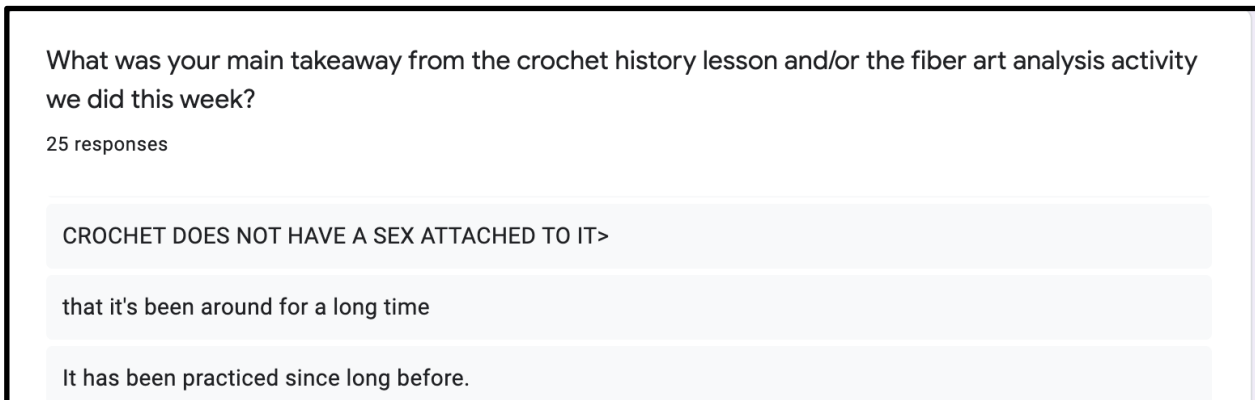 What was your main takeaway from the crochet history lesson and/or the fiber art analysis activity
we did this week?
25 responses
CROCHET DOES NOT HAVE A SEX ATTACHED TO IT>
that it's been around for a long time
It has been practiced since long before.